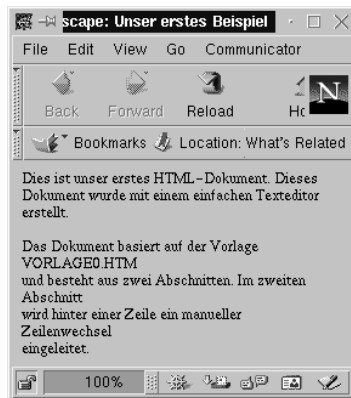 scape: Unser erstes Beispiel
File Edit View Go Communicator
Back Forward Reload Hc N
Bookmarks Location: What's Related
Dies ist unser erstes HTML-Dokument. Dieses
Dokument wurde mit einem einfachen Texteditor
erstellt.
Das Dokument basiert auf der Vorlage
VORLAGE0.HTM
und besteht aus zwei Abschnitten. Im zweiten
Abschnitt
wird hinter einer Zeile ein manueller
Zeilenwechsel
eingeleitet.
100%